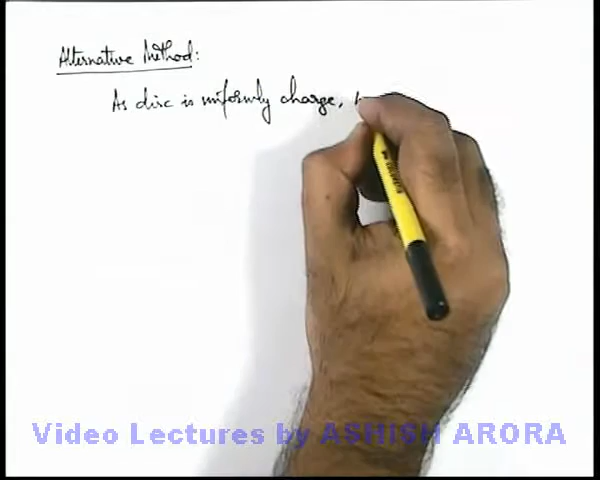 Alternative Method:
As disc is uniformly charge,
Video Lectures by ASHISH ARORA